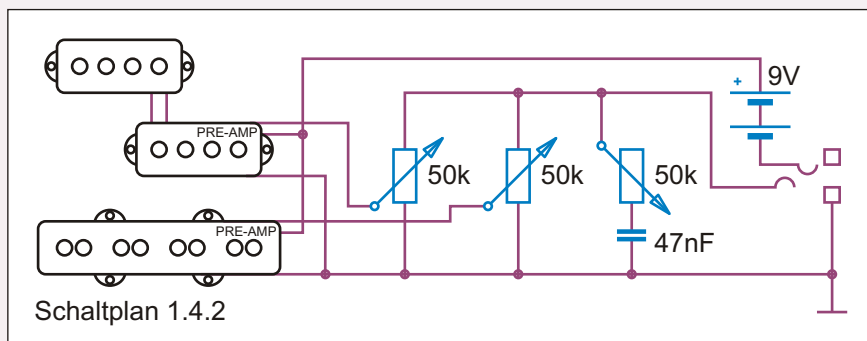 9V
+
PRE-AMP
50k
50k
50k
PRE-AMP
47nF
Schaltplan 1.4.2